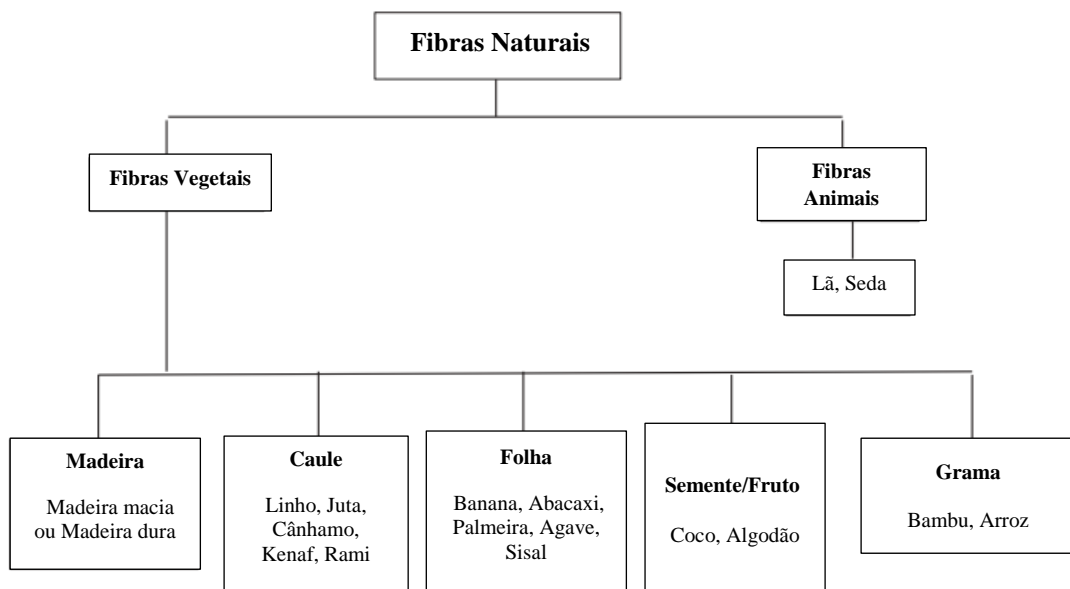 Fibras Naturais
Fibras Vegetais
Fibras
Animais
Lã, Seda
Madeira
Madeira macia
ou Madeira dura
Caule
Linho, Juta,
Cânhamo,
Kenaf, Rami
Folha
Banana, Abacaxi,
Palmeira, Agave,
Sisal
Semente/Fruto
Coco, Algodão
Grama
Bambu, Arroz